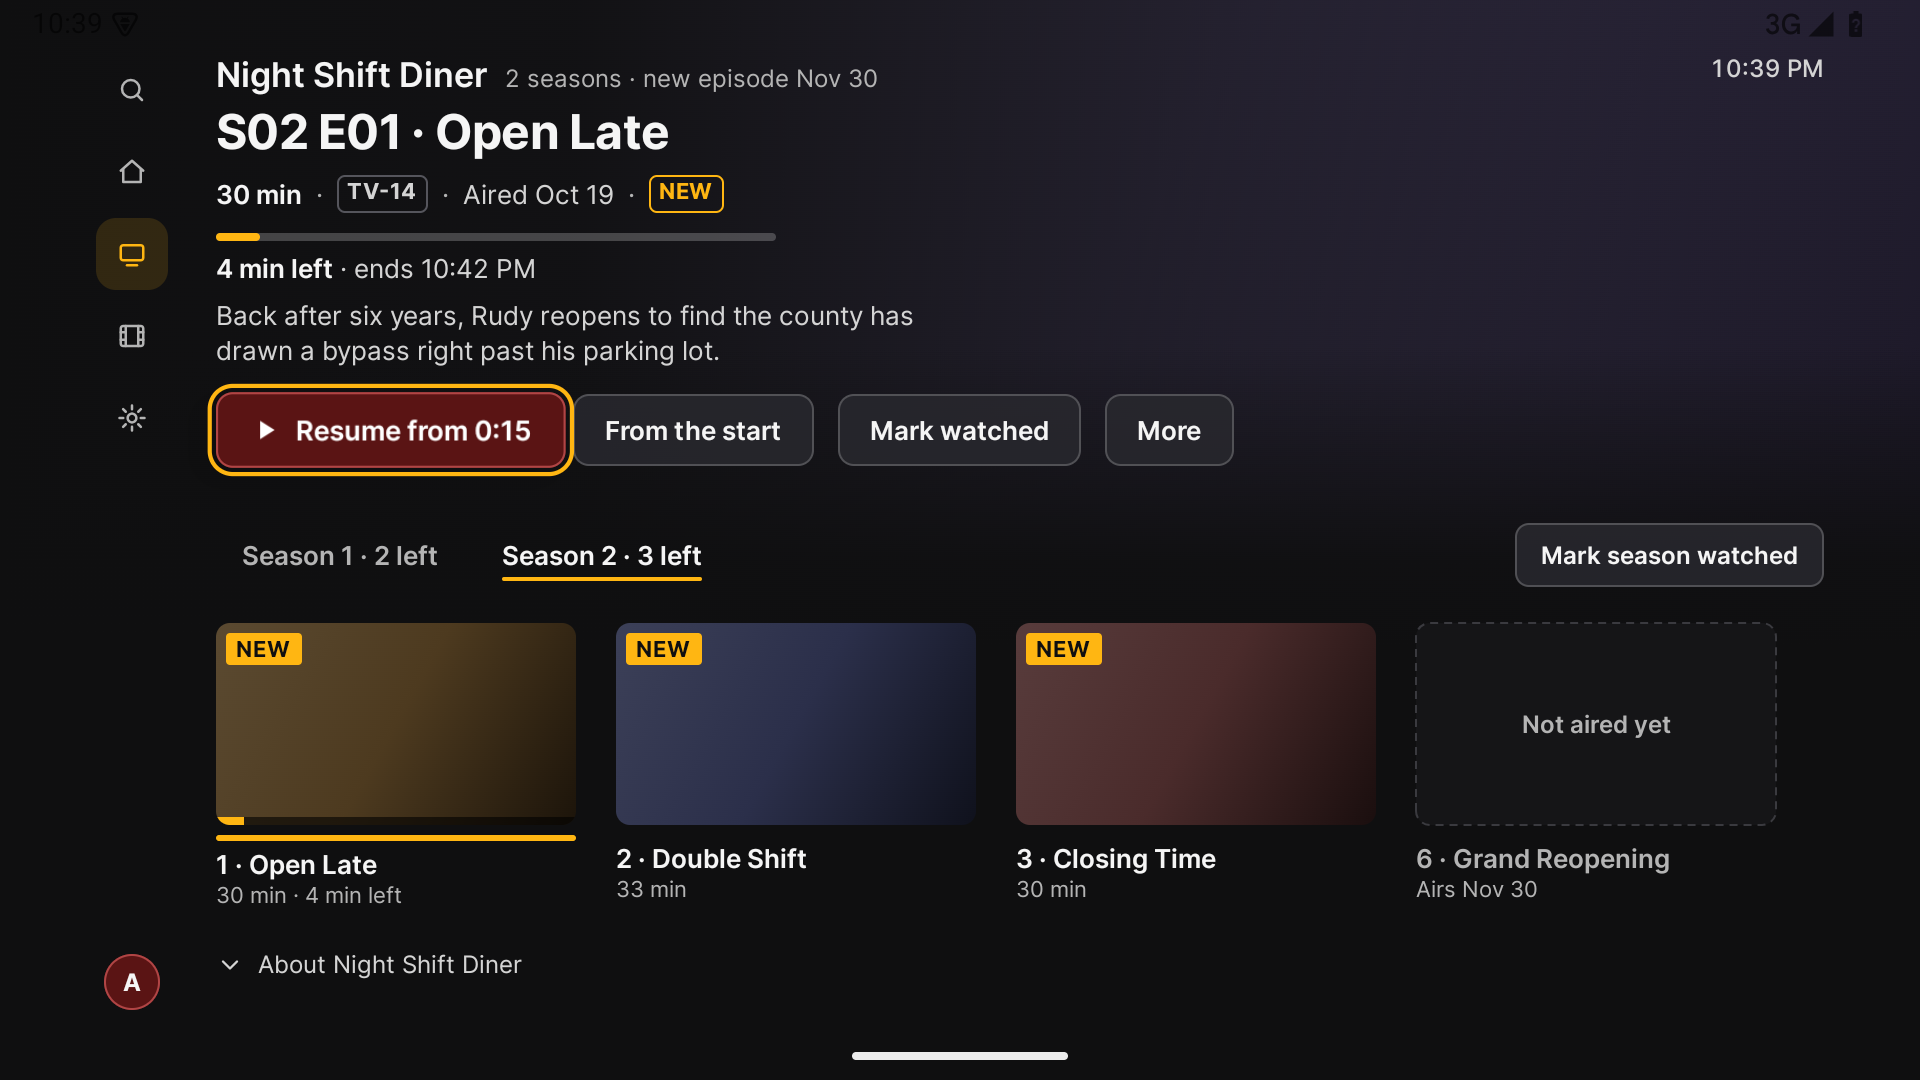 10:39
3G
Night Shift Diner 2 seasons · new episode Nov 30
10:39 PM
S02 E01 · Open Late
30 min · TV-14 · Aired Oct 19 · NEW
4 min left · ends 10:42 PM
Back after six years, Rudy reopens to find the county has
drawn a bypass right past his parking lot.
Resume from 0:15
From the start
Mark watched
More
Season 1 · 2 left
Season 2 · 3 left
Mark season watched
NEW
NEW
NEW
Not aired yet
1 · Open Late
30 min · 4 min left
2 · Double Shift
33 min
3 · Closing Time
30 min
6 · Grand Reopening
Airs Nov 30
About Night Shift Diner
A